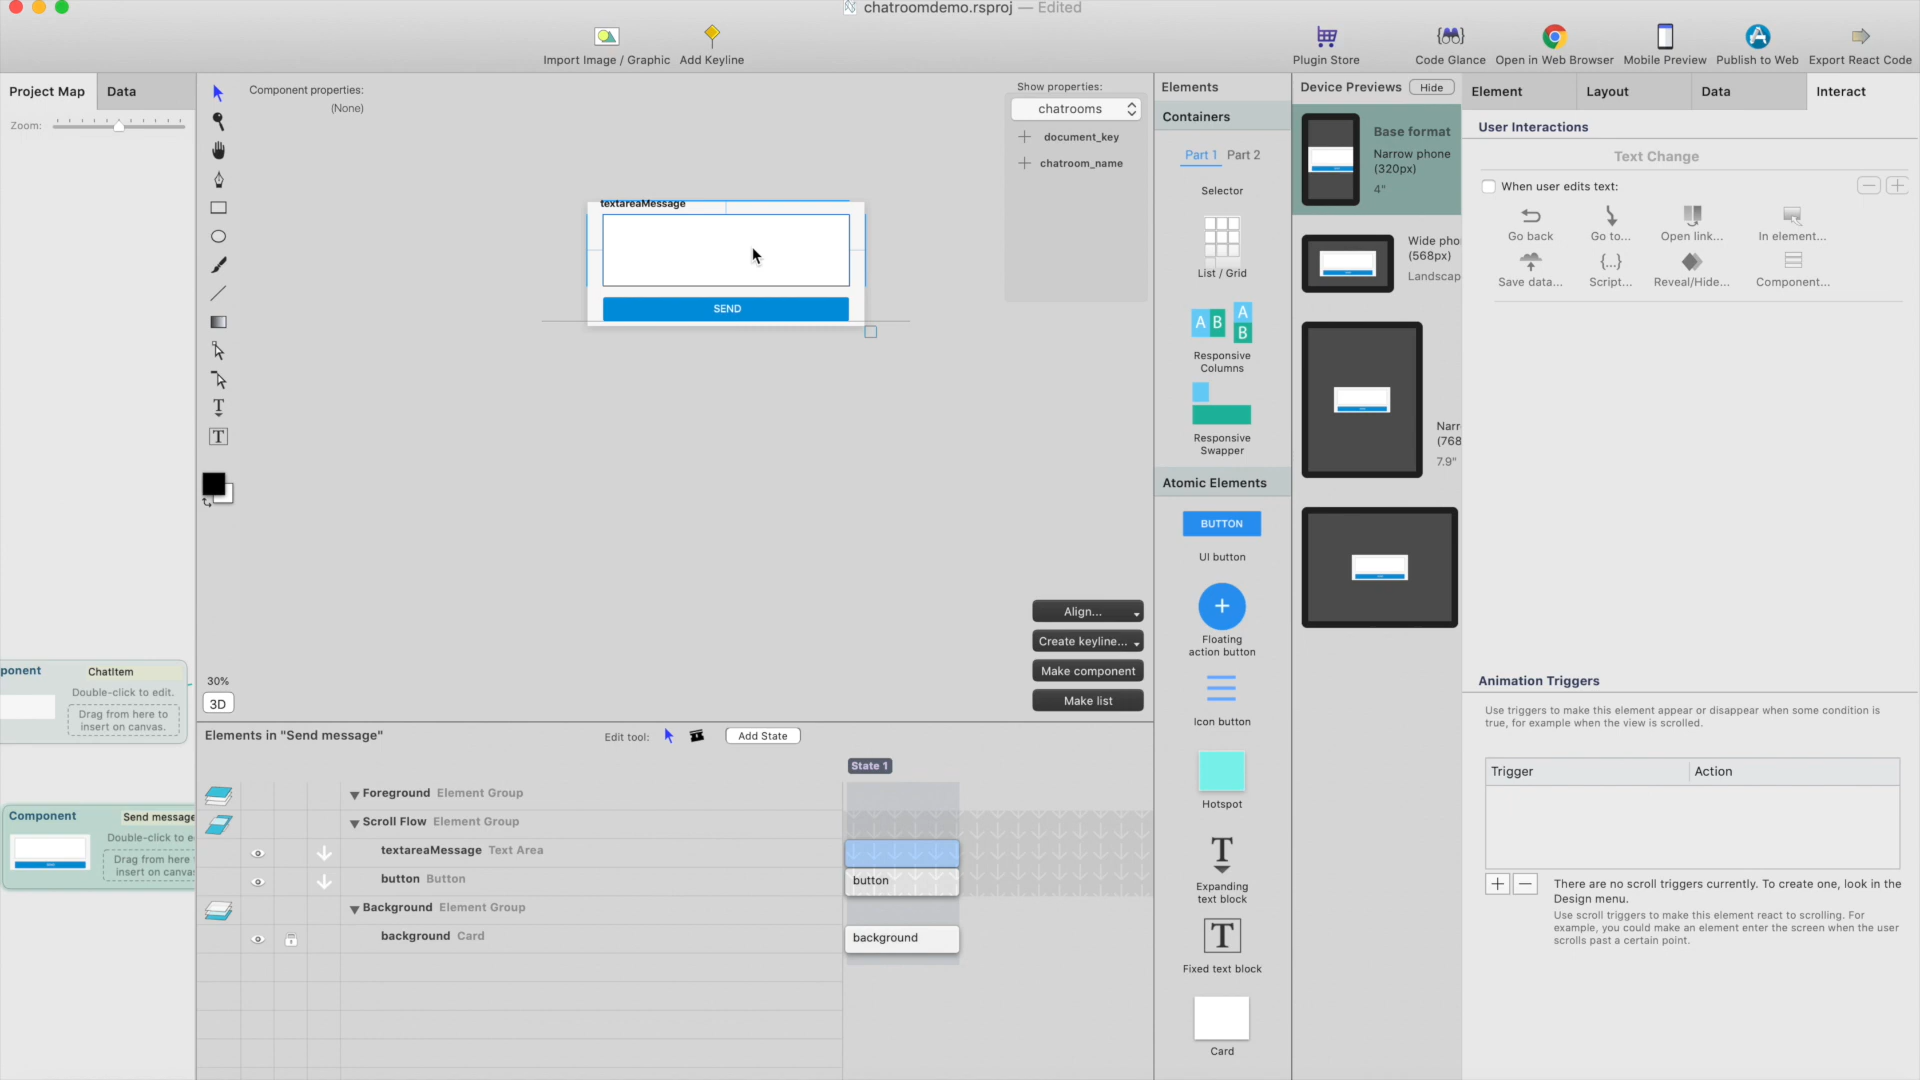 chatroomdemo.rsproj — Edited
Import Image / Graphic
Add Keyline
Plugin Store
Code Glance
Open in Web Browser
Mobile Preview
Publish to Web
Export React Code
Project Map
Data
Zoom:
Component properties:
(None)
Show properties:
chatrooms
document_key
chatroom_name
textareaMessage
SEND
30%
3D
Align...
Create keyline...
Make component
Make list
ponent
ChatItem
Double-click to edit.
Drag from here to
insert on canvas.
Component
Send message
Double-click to e
Drag from here
insert on canvas
Elements in "Send message"
Edit tool:
Add State
State 1
Foreground Element Group
Scroll Flow Element Group
textareaMessage Text Area
button Button
button
Background Element Group
background Card
background
Elements
Containers
Part 1 Part 2
Selector
List / Grid
A B
A
B
Responsive
Columns
Responsive
Swapper
Atomic Elements
BUTTON
UI button
Floating
action button
Icon button
Hotspot
T
Expanding
text block
T
Fixed text block
Card
Device Previews
Hide
Base format
Narrow phone
(320px)
4"
Wide pho
(568px)
Landscap
Narr
(768
7.9"
Element
Layout
Data
Interact
User Interactions
Text Change
When user edits text:
Go back
Go to...
Open link...
In element...
Save data...
{...}
Script...
Reveal/Hide...
Component...
Animation Triggers
Use triggers to make this element appear or disappear when some condition is
true, for example when the view is scrolled.
Trigger
Action
There are no scroll triggers currently. To create one, look in the
Design menu.
Use scroll triggers to make this element react to scrolling. For
example, you could make an element enter the screen when the user
scrolls past a certain point.